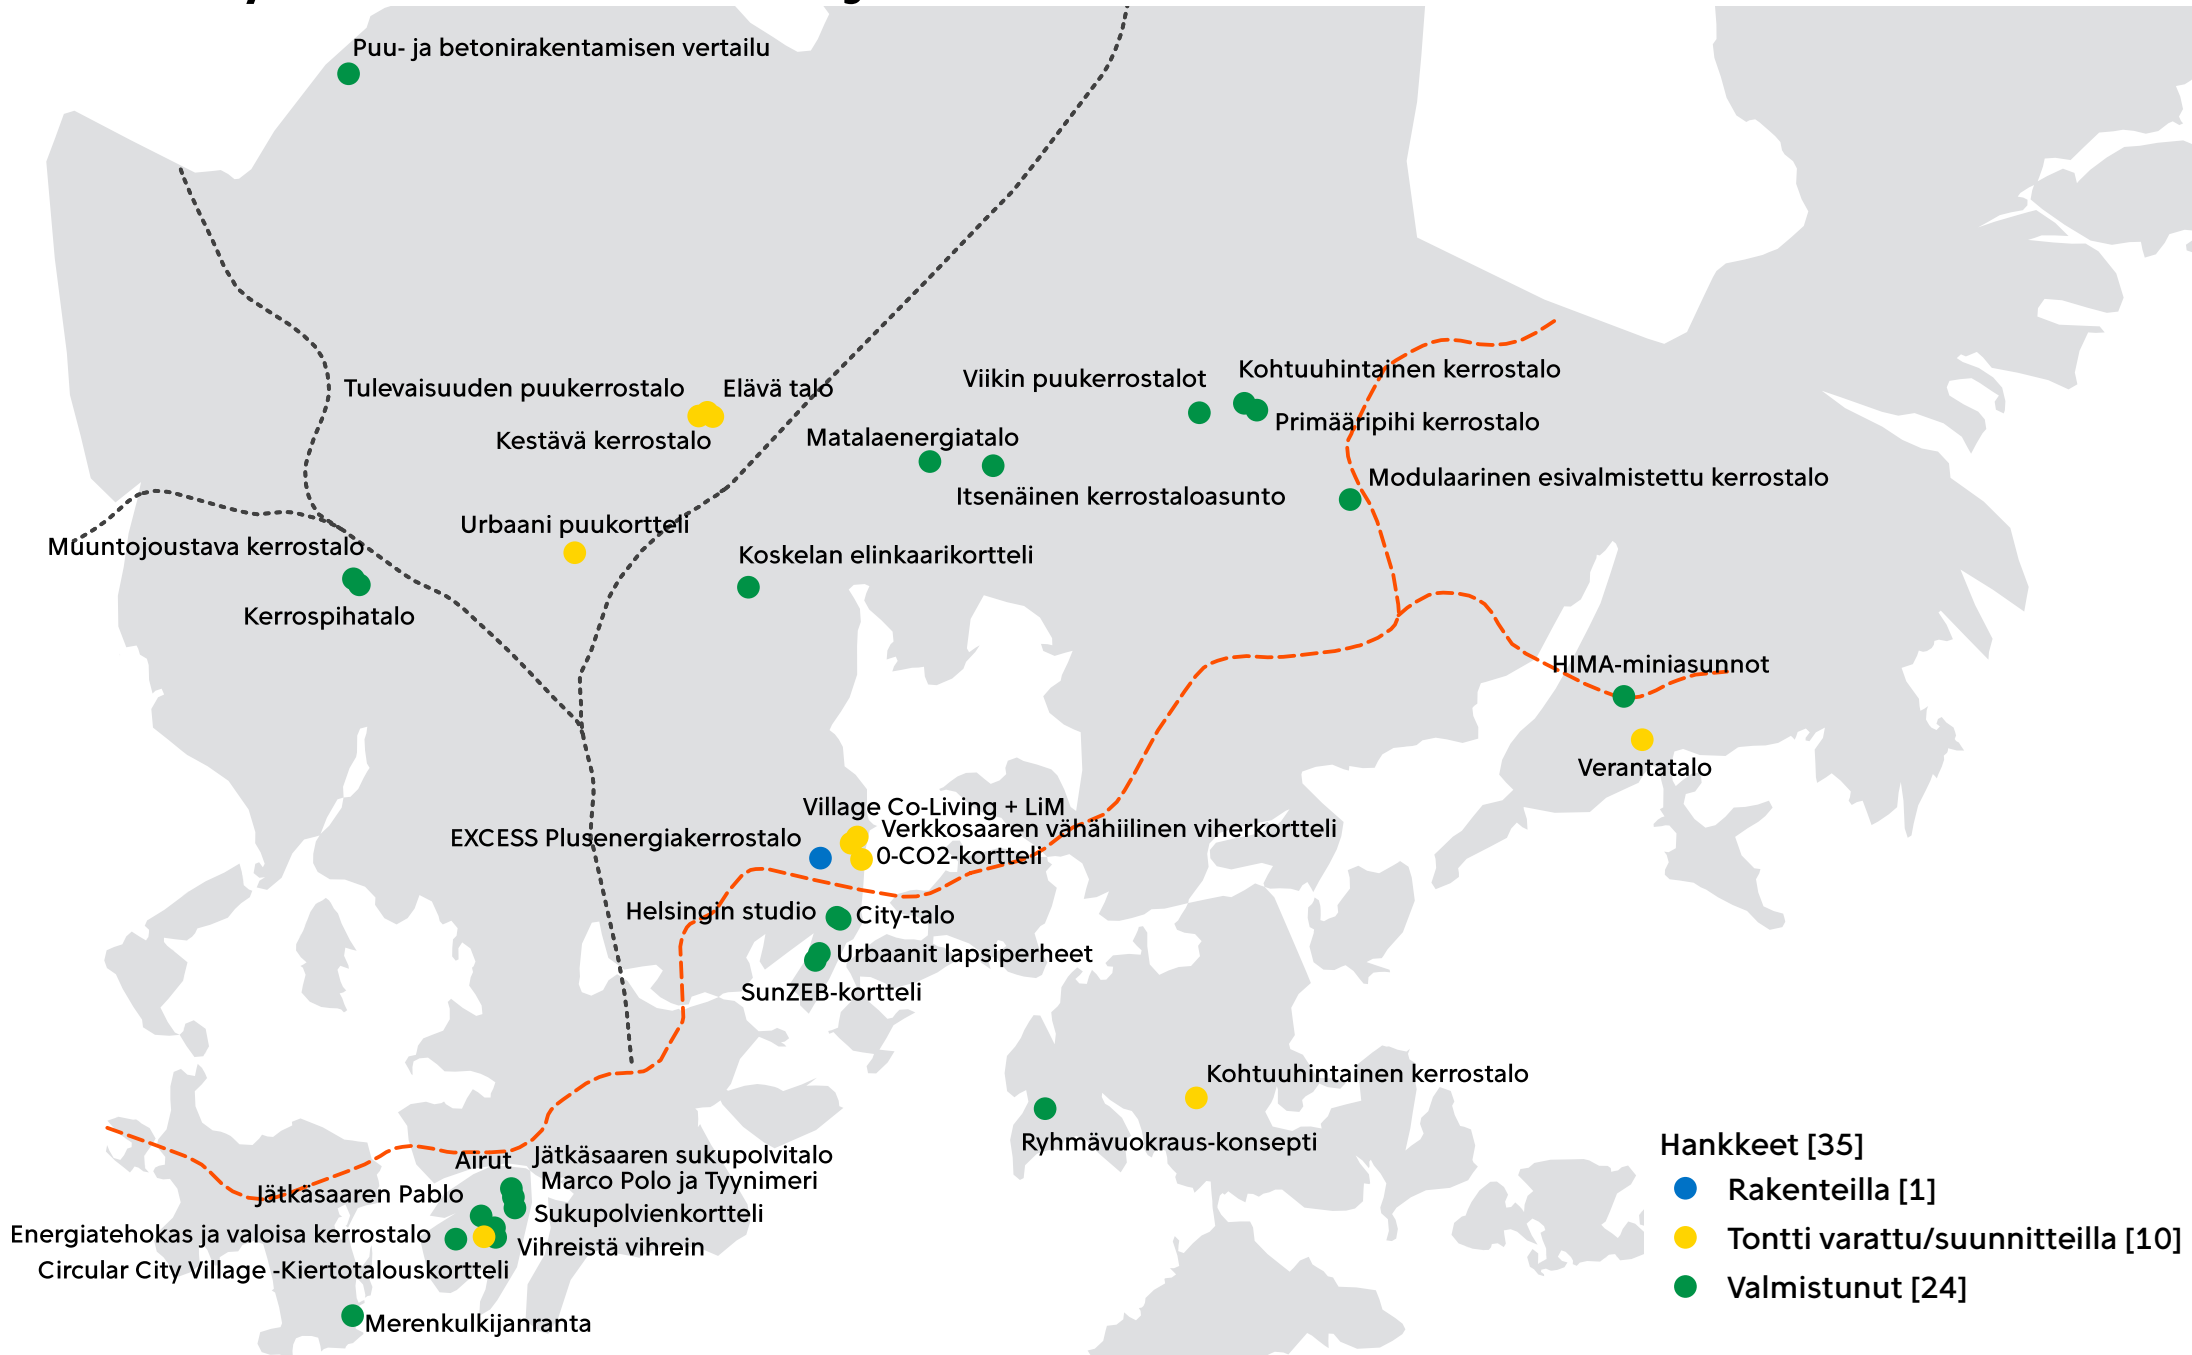 Puu- ja betonirakentamisen vertailu
Tulevaisuuden puukerrostalo
Elävä talo
Kestävä kerrostalo
Viikin puukerrostalot
Kohtuuhintainen kerrostalo
Primääripihi kerrostalo
Matalaenergiatalo
Itsenäinen kerrostaloasunto
Modulaarinen esivalmistettu kerrostalo
Urbaani puukortteli
Muuntojoustava kerrostalo
Koskelan elinkaarikortteli
Kerrospihatalo
HIMA-miniasunnot
Verantatalo
Village Co-Living + LiM
Verkkosaaren vähähiilinen viherkortteli
EXCESS Plusenergiakerrostalo
0-CO2-kortteli
Helsingin studio
City-talo
Urbaanit lapsiperheet
SunZEB-kortteli
Kohtuuhintainen kerrostalo
Ryhmävuokraus-konsepti
Airut
Jätkäsaaren sukupolvitalo
Marco Polo ja Tyynimeri
Jätkäsaaren Pablo
Sukupolvienkortteli
Energiatehokas ja valoisa kerrostalo
Vihreistä vihrein
Circular City Village -Kiertotalouskortteli
Merenkulkijanranta
Hankkeet [35]
Rakenteilla [1]
Tontti varattu/suunnitteilla [10]
Valmistunut [24]